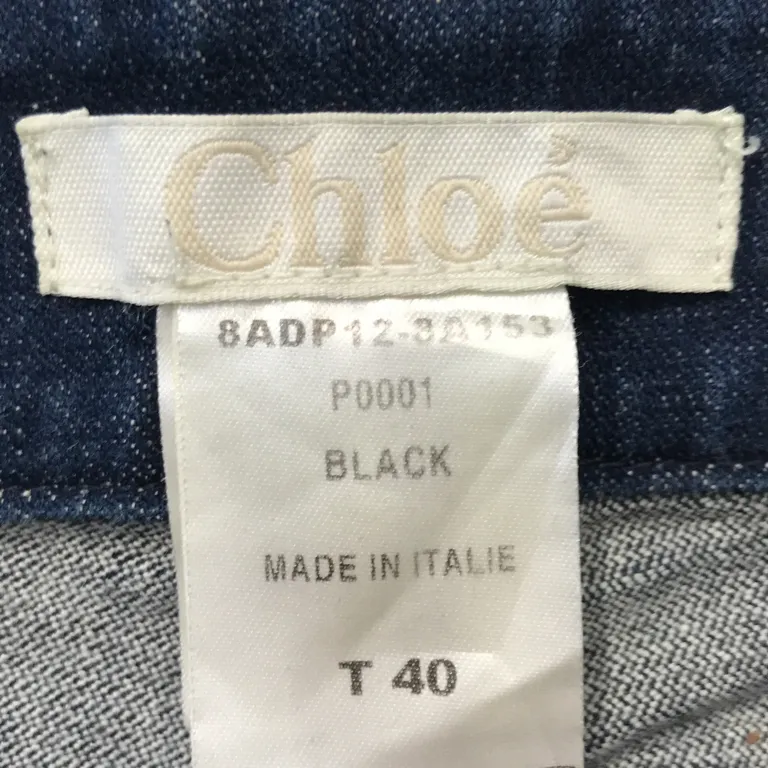 Chloé
8ADP12-3A153
P0001
BLACK
MADE IN ITALIE
T 40